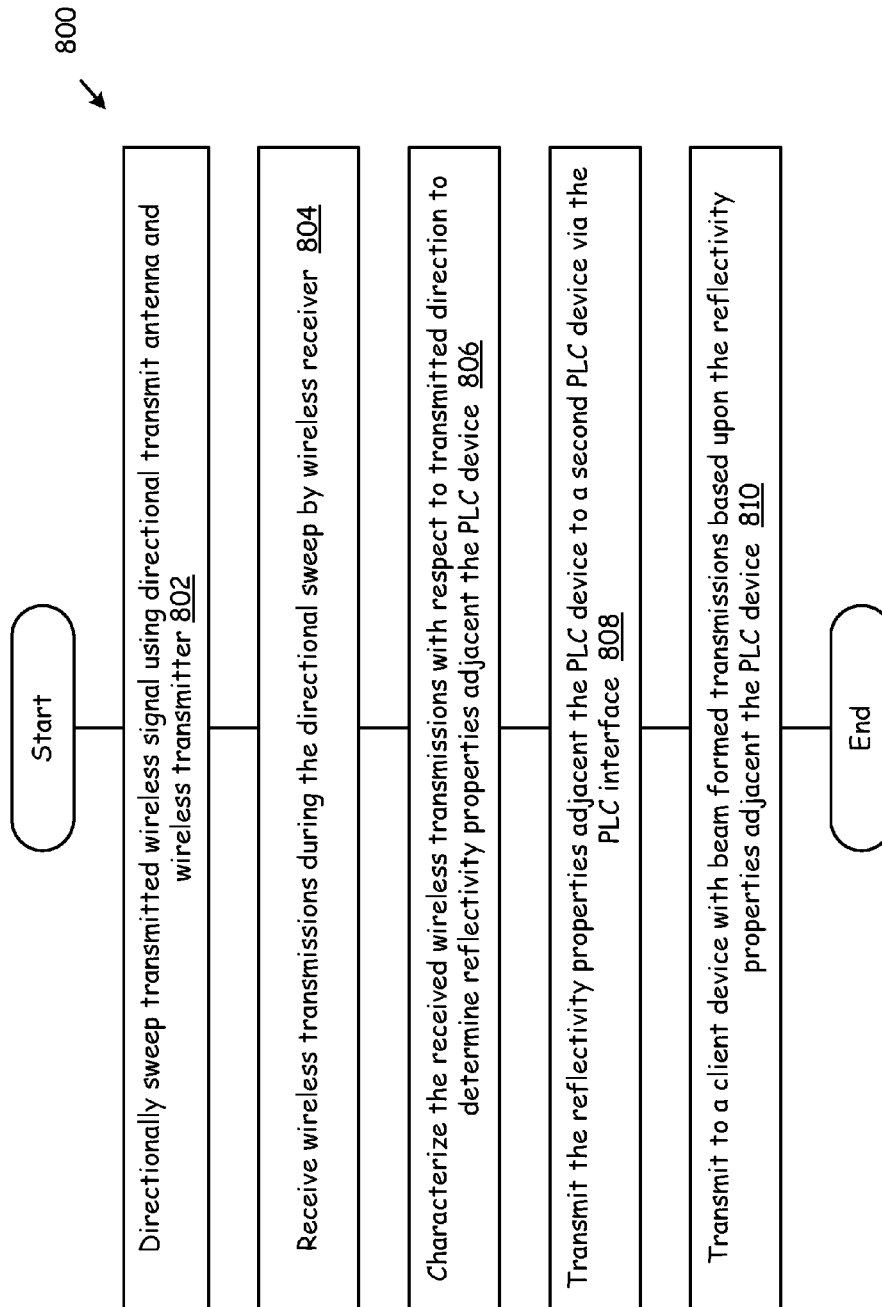 800
Start
Directionally sweep transmitted wireless signal using directional transmit antenna and
wireless transmitter 802
Receive wireless transmissions during the directional sweep by wireless receiver 804
Characterize the received wireless transmissions with respect to transmitted direction to
determine reflectivity properties adjacent the PLC device 806
Transmit the reflectivity properties adjacent the PLC device to a second PLC device via the
PLC interface 808
Transmit to a client device with beam formed transmissions based upon the reflectivity
properties adjacent the PLC device 810
End